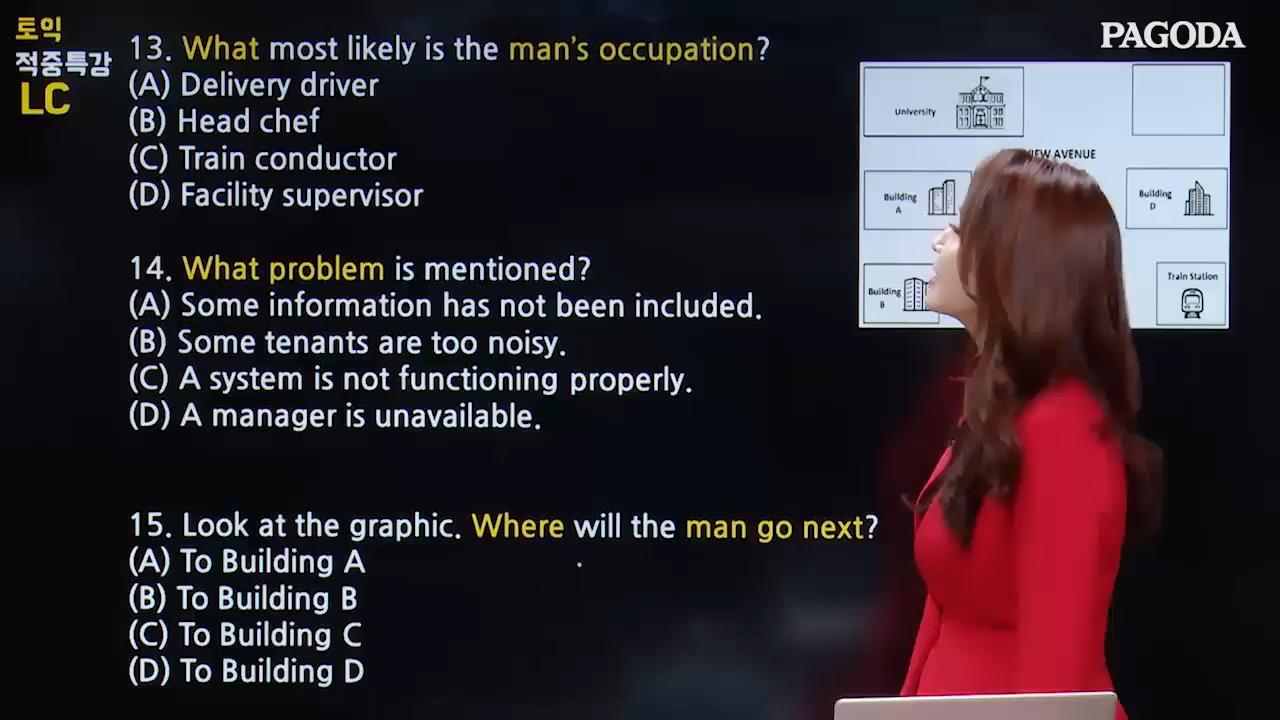 토익
적중특강
LC
PAGODA
13. What most likely is the man's occupation?
(A) Delivery driver
(B) Head chef
(C) Train conductor
(D) Facility supervisor
14. What problem is mentioned?
(A) Some information has not been included.
(B) Some tenants are too noisy.
(C) A system is not functioning properly.
(D) A manager is unavailable.
15. Look at the graphic. Where will the man go next?
(A) To Building A
(B) To Building B
(C) To Building C
(D) To Building D
University
AVENUE
Building
A
Building
D
Building
B
Train Station